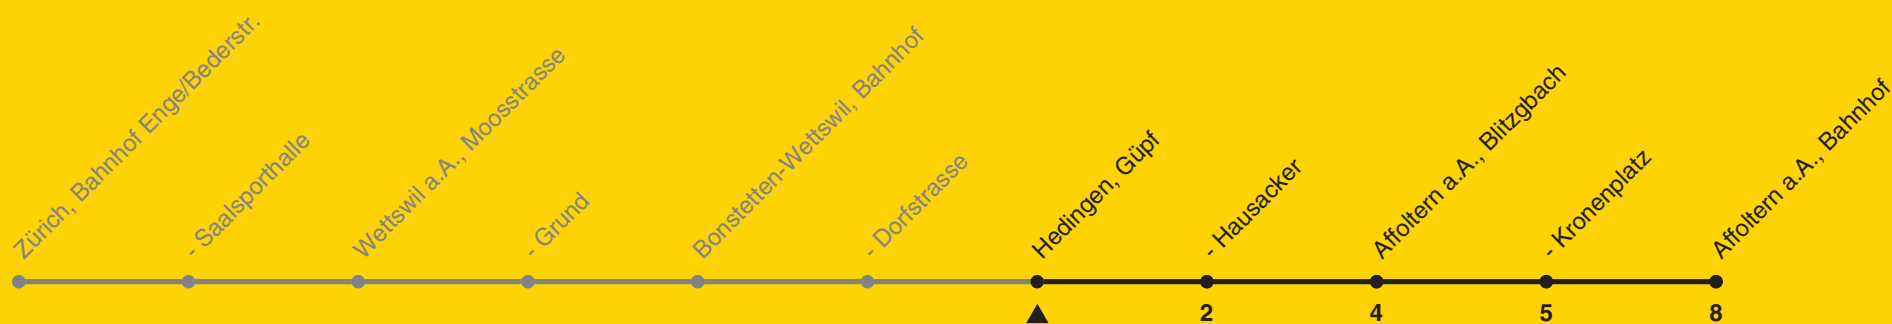 Zürich, Bahnhof Enge/Bederstr.
- Saalsporthalle
Wettswil a.A., Moosstrasse
- Grund
Bonstetten-Wettswil, Bahnhof
- Dorfstrasse
Hedingen, Güpf
- Hausacker
Affoltern a.A., Blitzgbach
- Kronenplatz
Affoltern a.A., Bahnhof
2
4
5
8